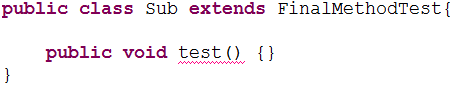 public class Sub extends FinalMethodTest{
public void test() {}
}